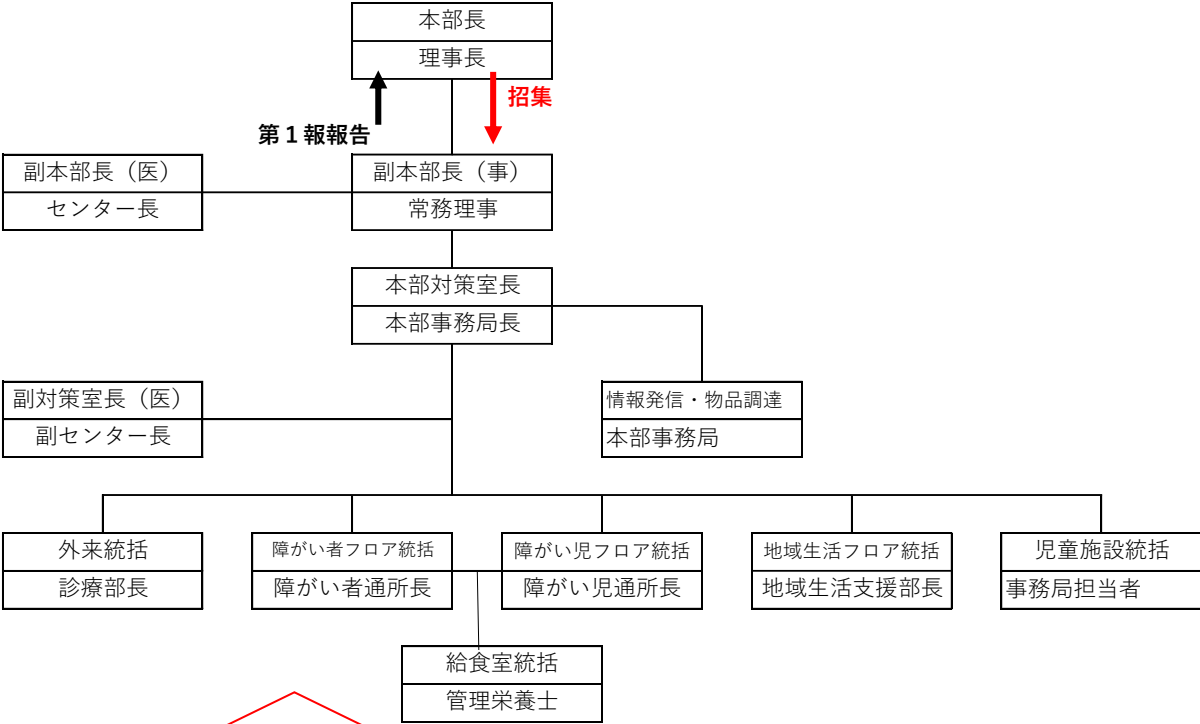 本部長
理事長
招集
第1報報告
副本部長（医）
センター長
副本部長（事）
常務理事
本部対策室長
本部事務局長
副対策室長（医）
副センター長
情報発信・物品調達
本部事務局
外来統括
診療部長
障がい者フロア統括
障がい者通所長
障がい児フロア統括
障がい児通所長
地域生活フロア統括
地域生活支援部長
児童施設統括
事務局担当者
給食室統括
管理栄養士